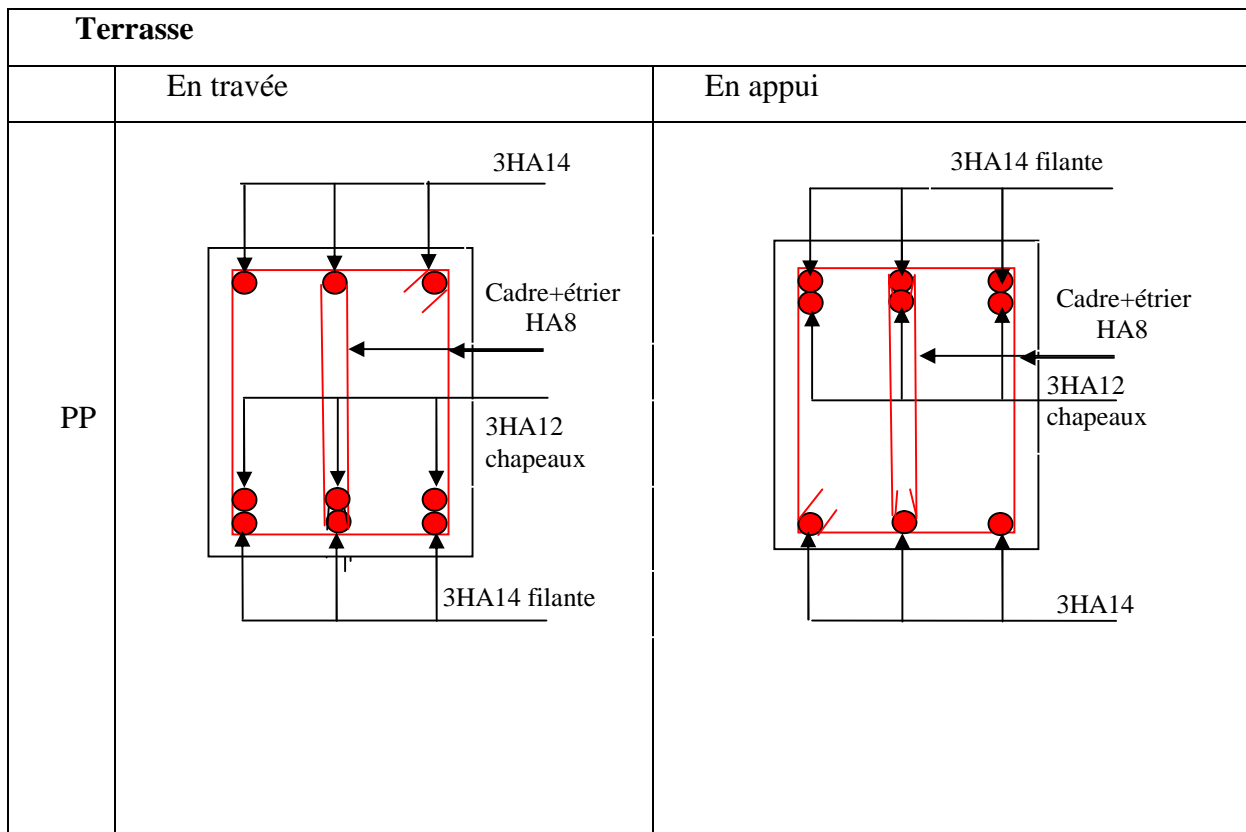 Terrasse
En travée
En appui
PP
3HA14
Cadre+étrier
HA8
3HA12
chapeaux
3HA14 filante
3HA14 filante
Cadre+étrier
HA8
3HA12
chapeaux
3HA14